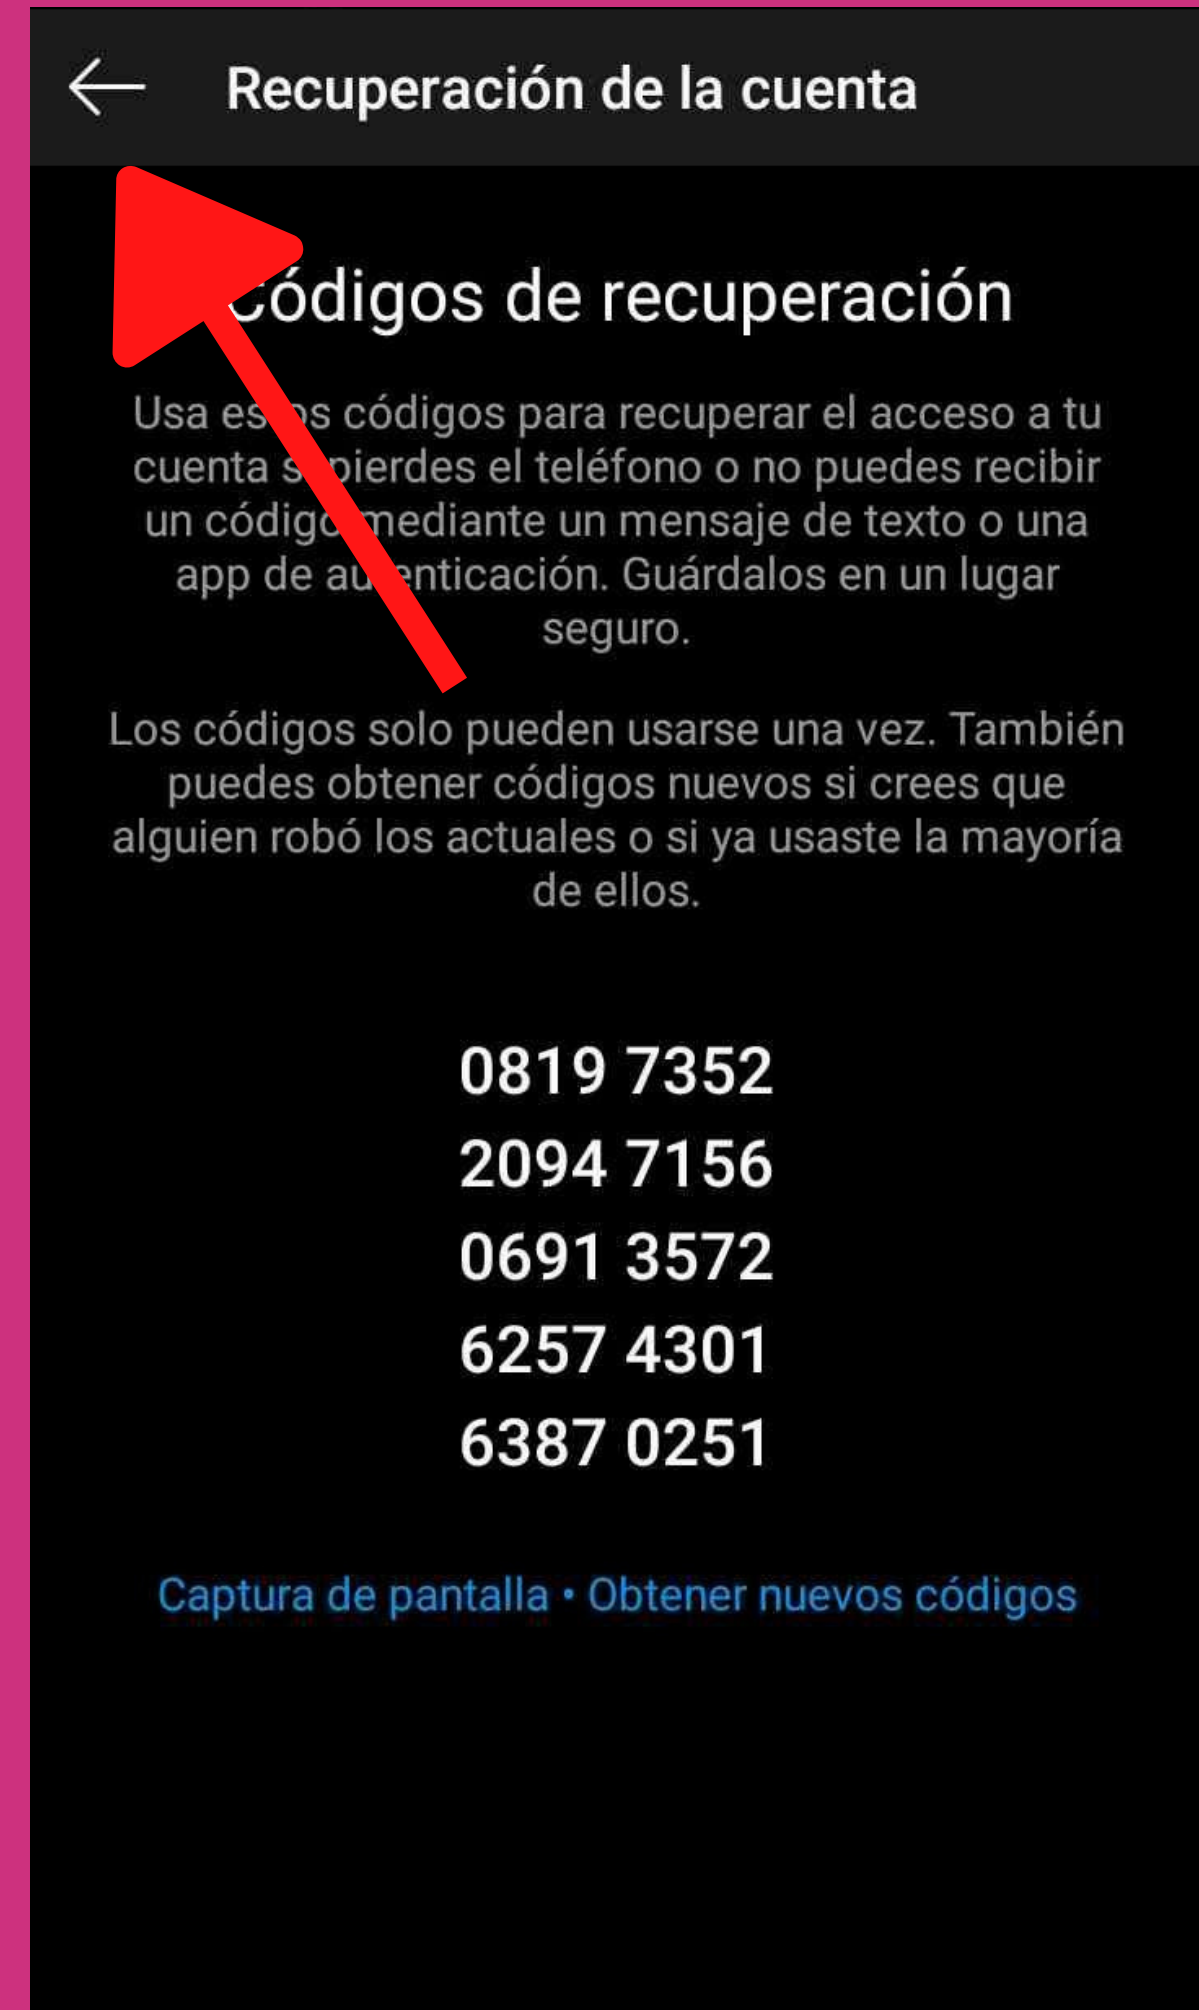 Recuperación de la cuenta
Códigos de recuperación
Usa estos códigos para recuperar el acceso a tu
cuenta si pierdes el teléfono o no puedes recibir
un código mediante un mensaje de texto o una
app de autenticación. Guárdalos en un lugar
seguro.
Los códigos solo pueden usarse una vez. También
puedes obtener códigos nuevos si crees que
alguien robó los actuales o si ya usaste la mayoría
de ellos.
0819 7352
2094 7156
0691 3572
6257 4301
6387 0251
Captura de pantalla • Obtener nuevos códigos